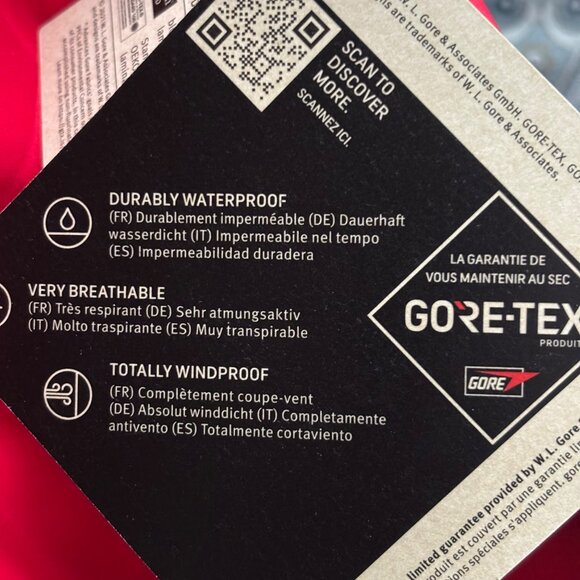 SCAN TO
DISCOVER
MORE.
SCANNEZ ICI.
W. L. Gore & Associates GmbH. GORE-TEX, GO
are trademarks of W. L. Gore & Associates.
DURABLY WATERPROOF
(FR) Durablement imperméable (DE) Dauerhaft
wasserdicht (IT) Impermeabile nel tempo
(ES) Impermeabilidad duradera
VERY BREATHABLE
(FR) Très respirant (DE) Sehr atmungsaktiv
(IT) Molto traspirante (ES) Muy transpirable
TOTALLY WINDPROOF
(FR) Complètement coupe-vent
(DE) Absolut winddicht (IT) Completamente
antivento (ES) Totalmente cortaviento
LA GARANTIE DE
VOUS MAINTENIR AU SEC
GORE-TEX
PRODUIT
GORE
limited guarantee provided by W. L. Gore
duit est couvert par une garantie li
ons spéciales s'appliquent.